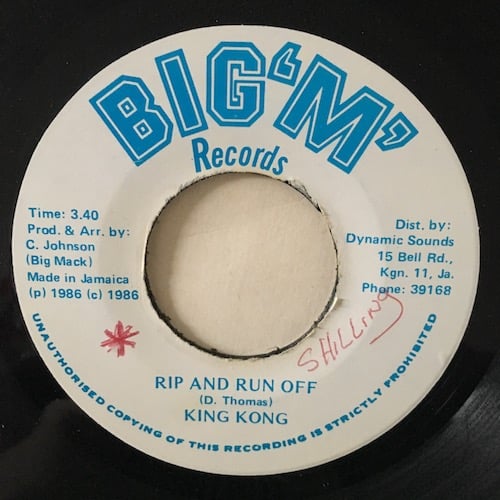 BIG 'M'
Records
Time: 3.40
Prod. & Arr. by:
C. Johnson
(Big Mack)
Made in Jamaica
(p) 1986 (c) 1986
Dist. by:
Dynamic Sounds
15 Bell Rd.,
Kgn. 11, Ja.
Phone: 39168
SHILLING
RIP AND RUN OFF
(D. Thomas)
KING KONG
UNAUTHORISED COPYING OF THIS RECORDING IS STRICTLY PROHIBITED